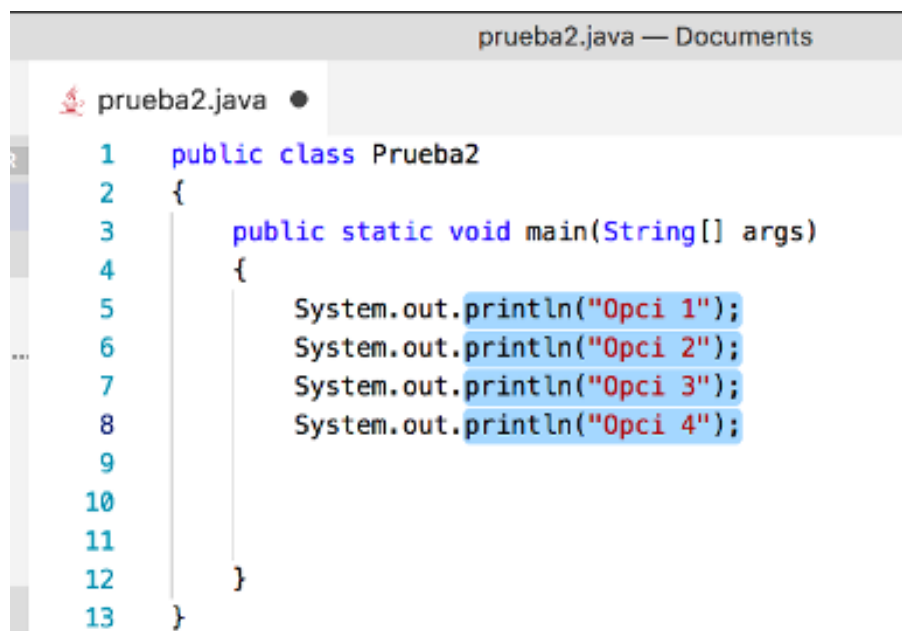 prueba2.java — Documents
prueba2.java
1 public class Prueba2
2 {
3 public static void main(String[] args)
4 {
5 System.out.println("Opci 1");
6 System.out.println("Opci 2");
7 System.out.println("Opci 3");
8 System.out.println("Opci 4");
9
10
11
12 }
13 }